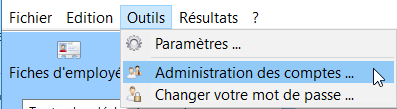 Fichier Edition Outils Résultats ?
Paramètres ...
Fiches d'employé
Administration des comptes ...
Changer votre mot de passe ...